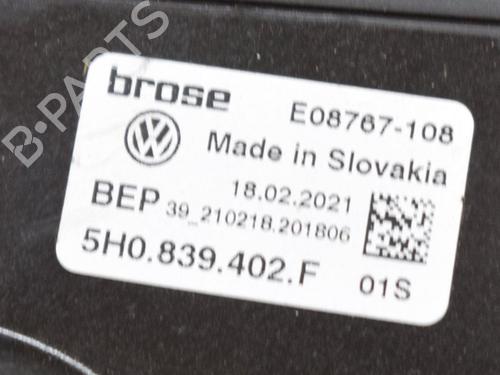 B-PARTS
brose E08767-108
Made in Slovakia
18.02.2021
BEP 39_210218.201806
5H0.839.402.F 01S